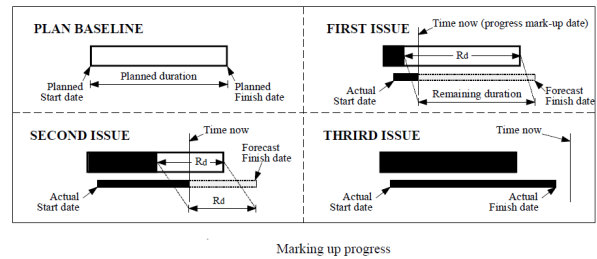 PLAN BASELINE
Planned
Start date
Planned duration
Planned
Finish date
FIRST ISSUE
Time now (progress mark-up date)
Rd
Actual
Start date
Remaining duration
Forecast
Finish date
SECOND ISSUE
Time now
Rd
Forecast
Finish date
Actual
Start date
Rd
THRIRD ISSUE
Time now
Actual
Start date
Actual
Finish date
Marking up progress